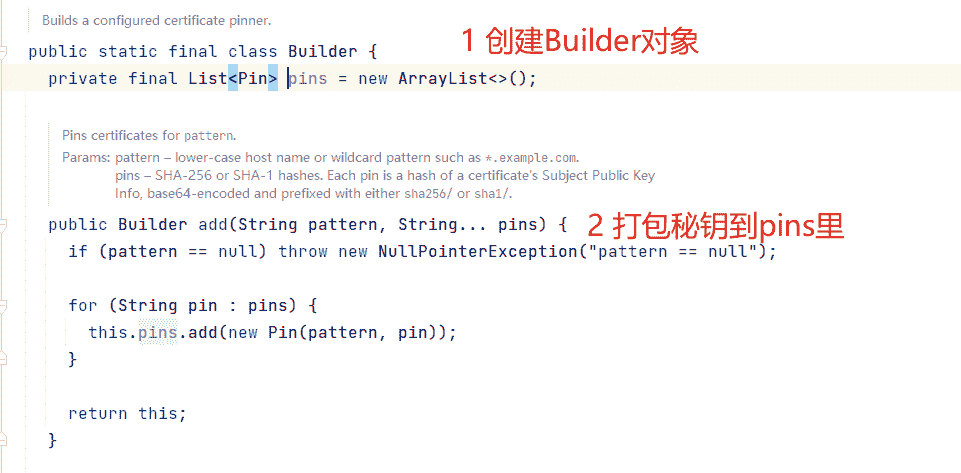 Builds a configured certificate pinner.
public static final class Builder {
1 创建Builder对象
private final List<Pin> pins = new ArrayList<>();
Pins certificates for pattern.
Params: pattern – lower-case host name or wildcard pattern such as *.example.com.
pins – SHA-256 or SHA-1 hashes. Each pin is a hash of a certificate's Subject Public Key
Info, base64-encoded and prefixed with either sha256/ or sha1/.
public Builder add(String pattern, String... pins) {
2 打包秘钥到pins里
if (pattern == null) throw new NullPointerException("pattern == null");
for (String pin : pins) {
this.pins.add(new Pin(pattern, pin));
}
return this;
}